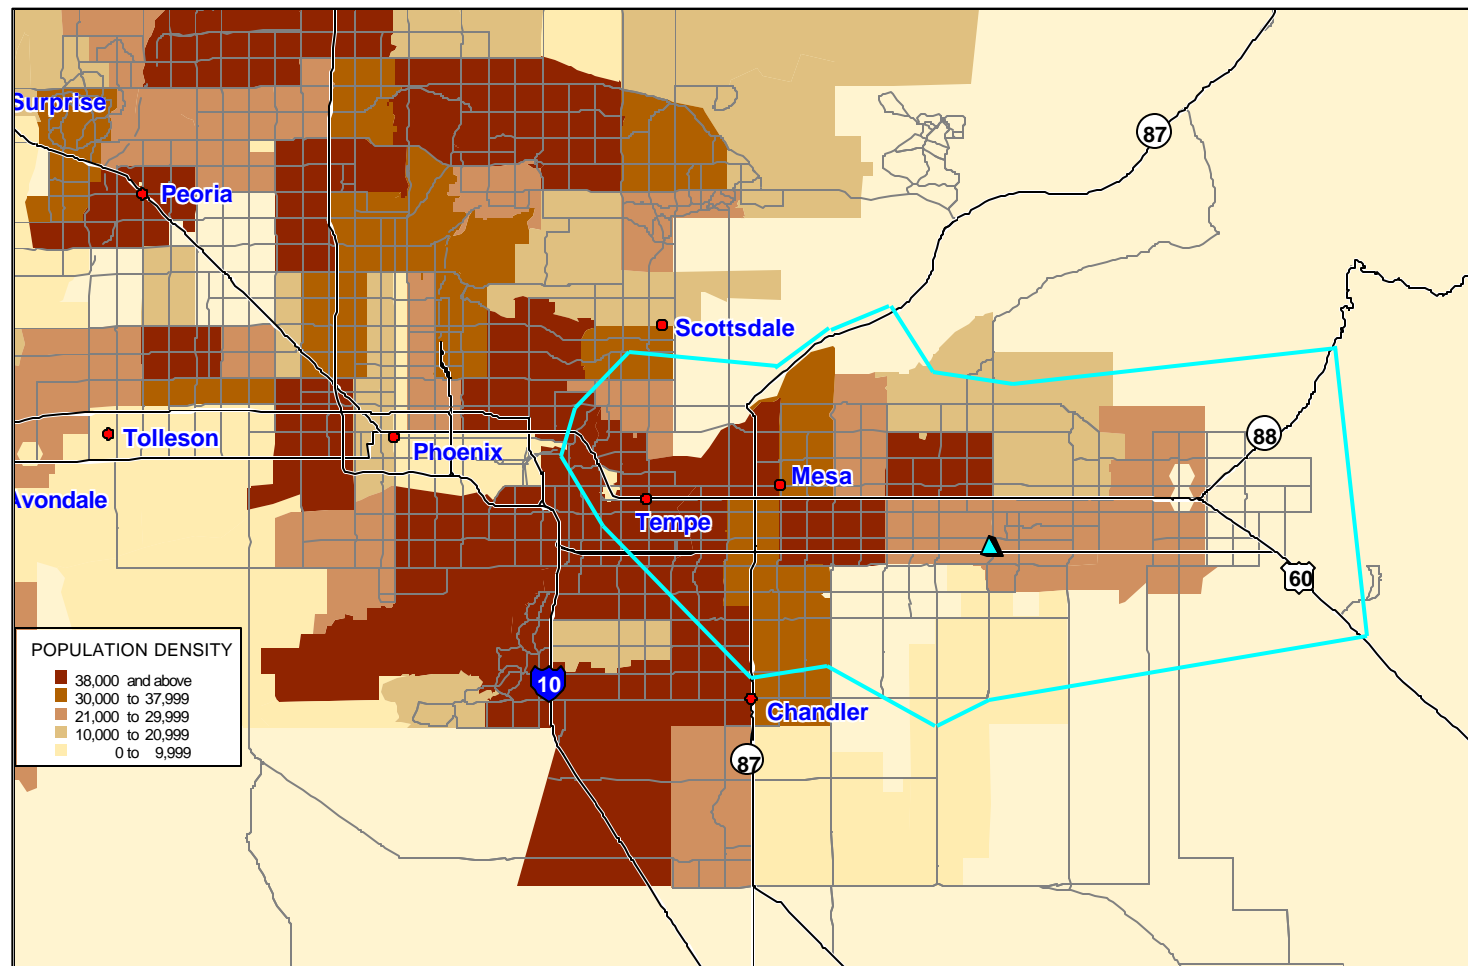 Surprise
87
Peoria
Scottsdale
Tolleson
Phoenix
88
Mesa
Avondale
Tempe
60
POPULATION DENSITY
38,000 and above
30,000 to 37,999
21,000 to 29,999
10,000 to 20,999
0 to 9,999
10
Chandler
87